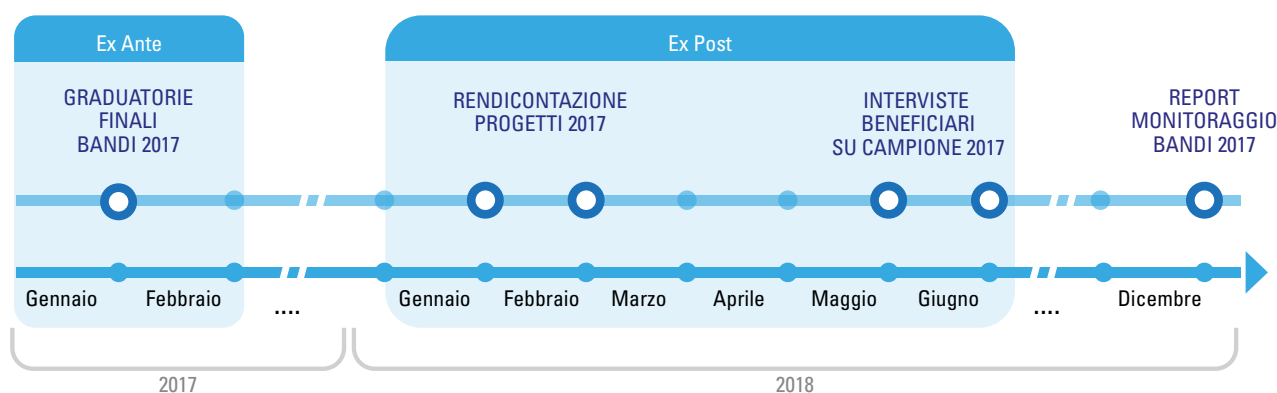 Ex Ante
Ex Post
GRADUATORIE
FINALI
BANDI 2017
RENDICONTAZIONE
PROGETTI 2017
INTERVISTE
BENEFICIARI
SU CAMPIONE 2017
REPORT
MONITORAGGIO
BANDI 2017
Gennaio Febbraio .... Gennaio Febbraio Marzo Aprile Maggio Giugno .... Dicembre
2017 2018